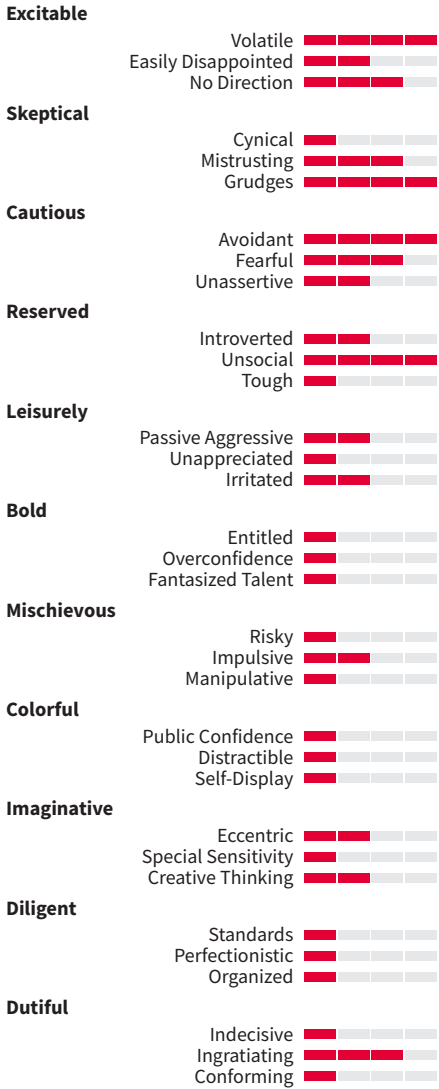 Excitable
Volatile
Easily Disappointed
No Direction
Skeptical
Cynical
Mistrusting
Grudges
Cautious
Avoidant
Fearful
Unassertive
Reserved
Introverted
Unsocial
Tough
Leisurely
Passive Aggressive
Unappreciated
Irritated
Bold
Entitled
Overconfidence
Fantasized Talent
Mischievous
Risky
Impulsive
Manipulative
Colorful
Public Confidence
Distractible
Self-Display
Imaginative
Eccentric
Special Sensitivity
Creative Thinking
Diligent
Standards
Perfectionistic
Organized
Dutiful
Indecisive
Ingratiating
Conforming